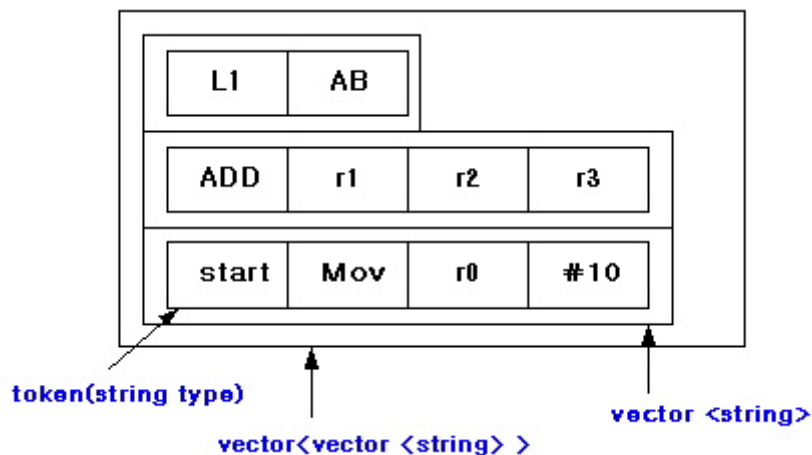 L1 AB
ADD r1 r2 r3
start Mov r0 #10
token(string type)
vector <string>
vector<vector <string> >